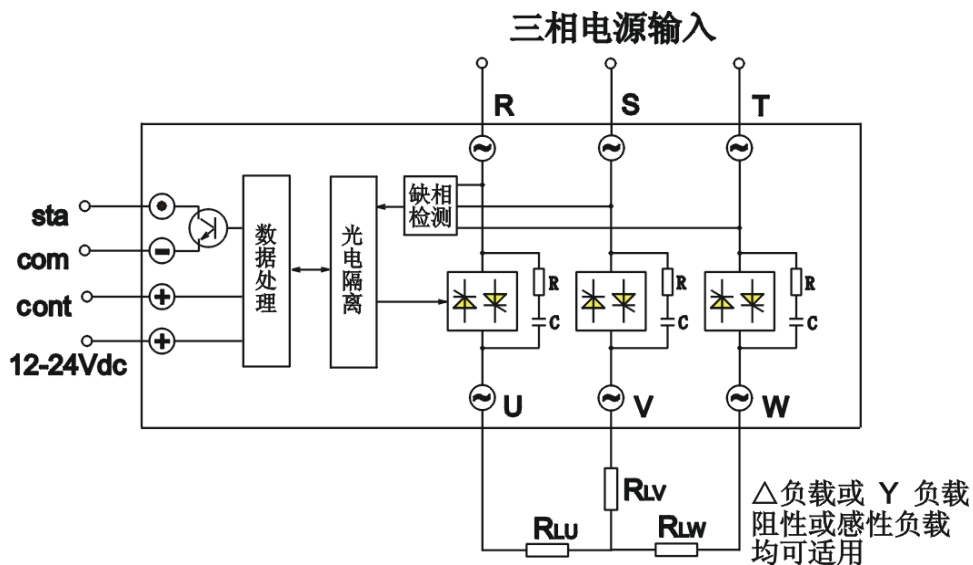 三相电源输入
R
S
T
sta
com
cont
12-24Vdc
数据处理
光电隔离
缺相
检测
R
C
R
C
R
C
U
V
W
RLV
RLU
RLW
△负载或 Y 负载
阻性或感性负载
均可适用